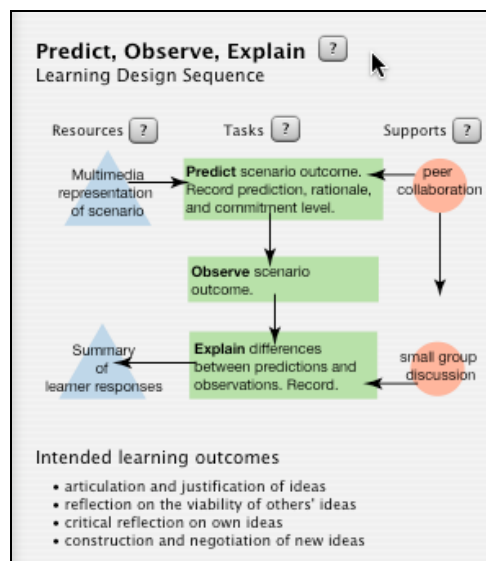 Predict, Observe, Explain ?
Learning Design Sequence
Resources ? Tasks ? Supports ?
Multimedia
representation
of scenario
Predict scenario outcome.
Record prediction, rationale,
and commitment level.
peer
collaboration
Observe scenario
outcome.
Summary
of
learner responses
Explain differences
between predictions and
observations. Record.
small group
discussion
Intended learning outcomes
• articulation and justification of ideas
• reflection on the viability of others' ideas
• critical reflection on own ideas
• construction and negotiation of new ideas